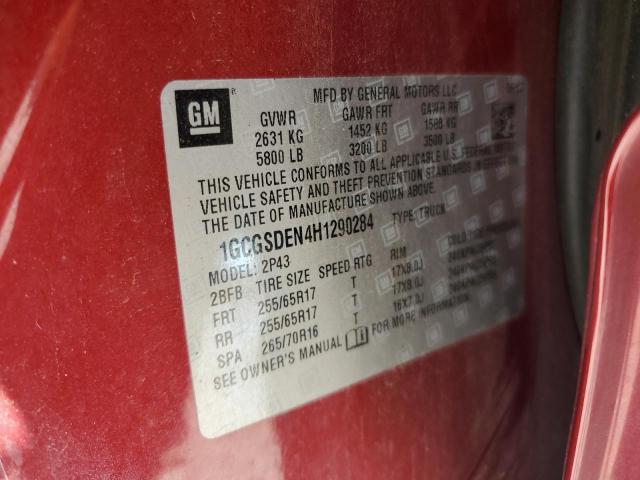 GM
MFD BY GENERAL MOTORS LLC
GVWR GAWR FRT GAWR RR
2631 KG 1452 KG 1588 KG
5800 LB 3200 LB 3500 LB
THIS VEHICLE CONFORMS TO ALL APPLICABLE U.S. FEDERAL
VEHICLE SAFETY AND THEFT PREVENTION STANDARDS IN EFFECT ON
THE DATE OF MANUFACTURE SHOWN ABOVE.
1GCGSDEN4H1290284 TYPE: TRUCK
MODEL: 2P43
2BFB TIRE SIZE SPEED RTG RIM COLD
FRT 255/65R17 T 17X8.0J
RR 255/65R17 T 17X8.0J
SPA 265/70R16 T 16X7.0J
SEE OWNER'S MANUAL FOR MORE INFORMATION